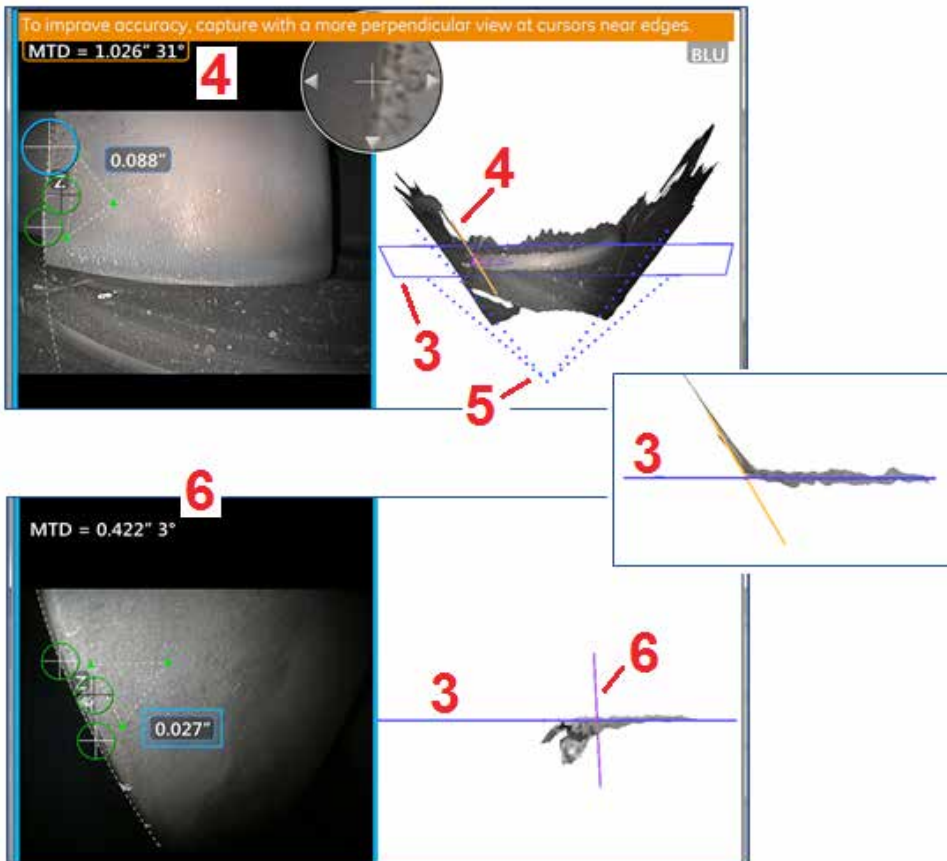 To improve accuracy, capture with a more perpendicular view at cursors near edges.
MTD = 1.026" 31°
4
BLU
0.088"
Z
4
3
5
3
6
MTD = 0.422" 3°
Z
0.027"
3
6